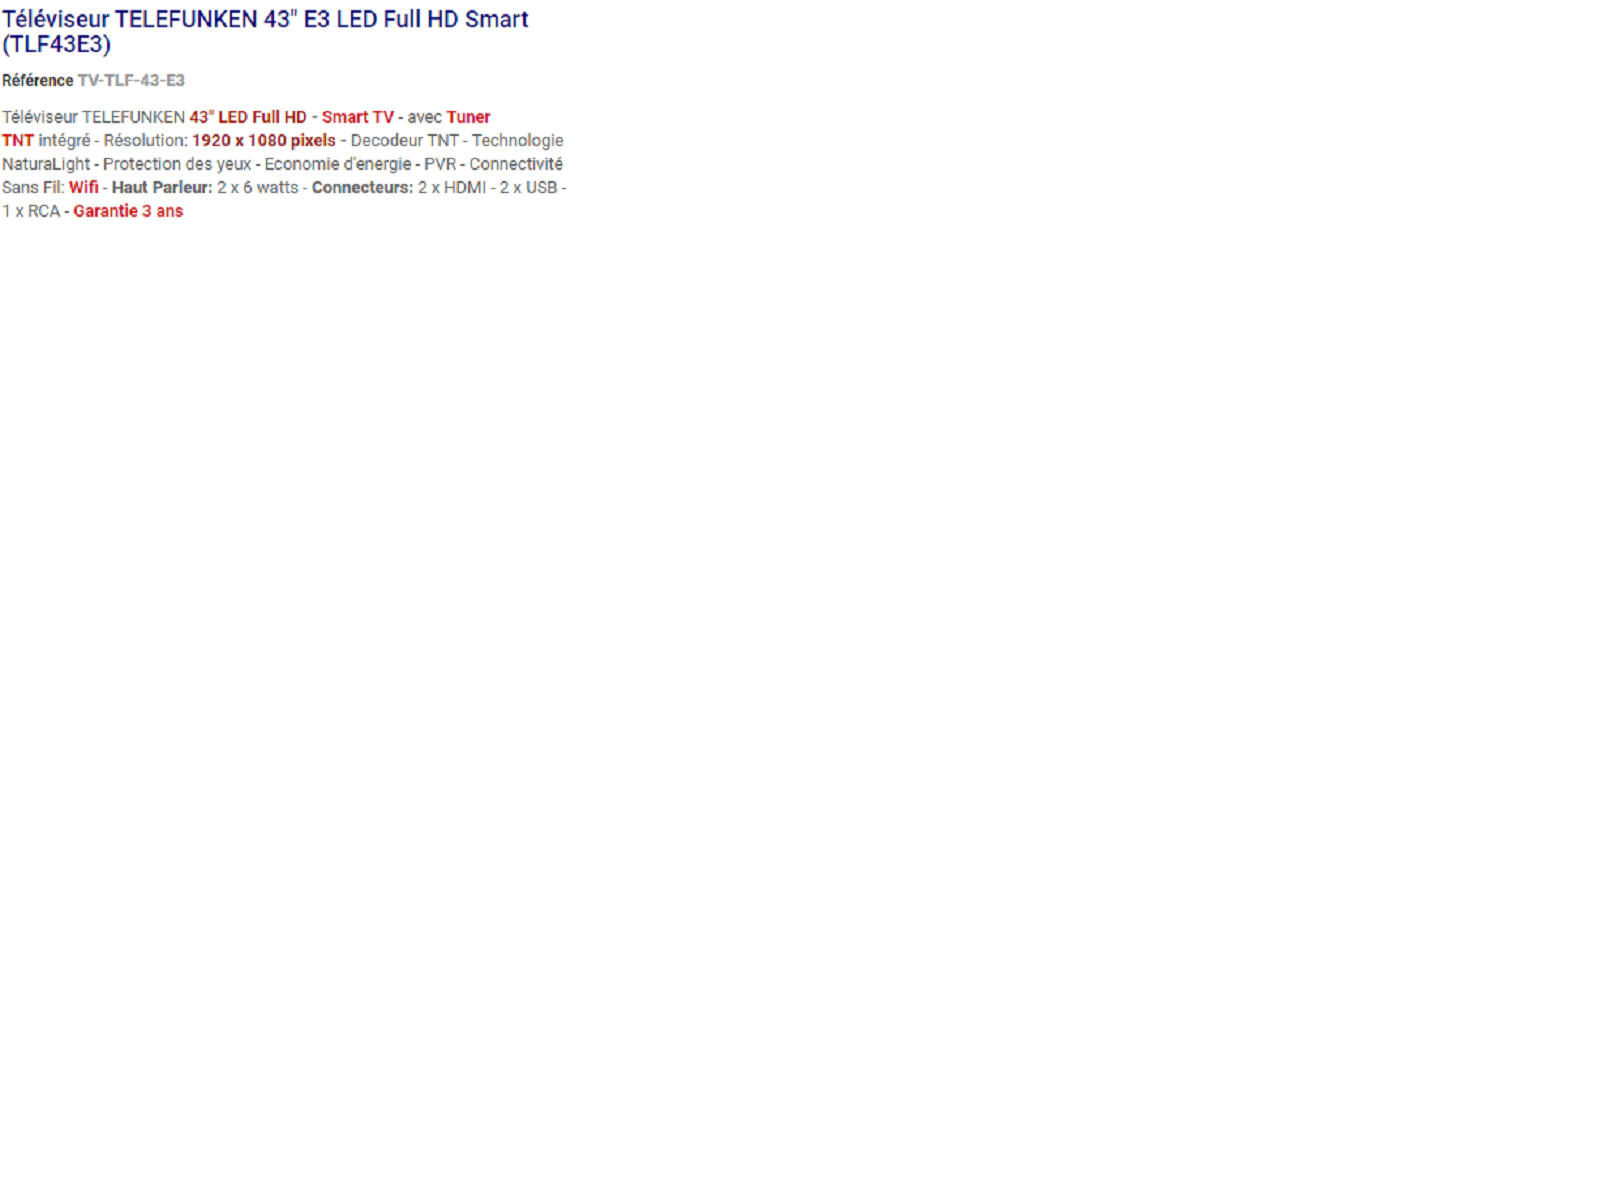 Téléviseur TELEFUNKEN 43" E3 LED Full HD Smart
(TLF43E3)
Référence TV-TLF-43-E3
Téléviseur TELEFUNKEN 43" LED Full HD - Smart TV - avec Tuner
TNT intégré - Résolution: 1920 x 1080 pixels - Decodeur TNT - Technologie
NaturaLight - Protection des yeux - Economie d'energie - PVR - Connectivité
Sans Fil: Wifi - Haut Parleur: 2 x 6 watts - Connecteurs: 2 x HDMI - 2 x USB -
1 x RCA - Garantie 3 ans